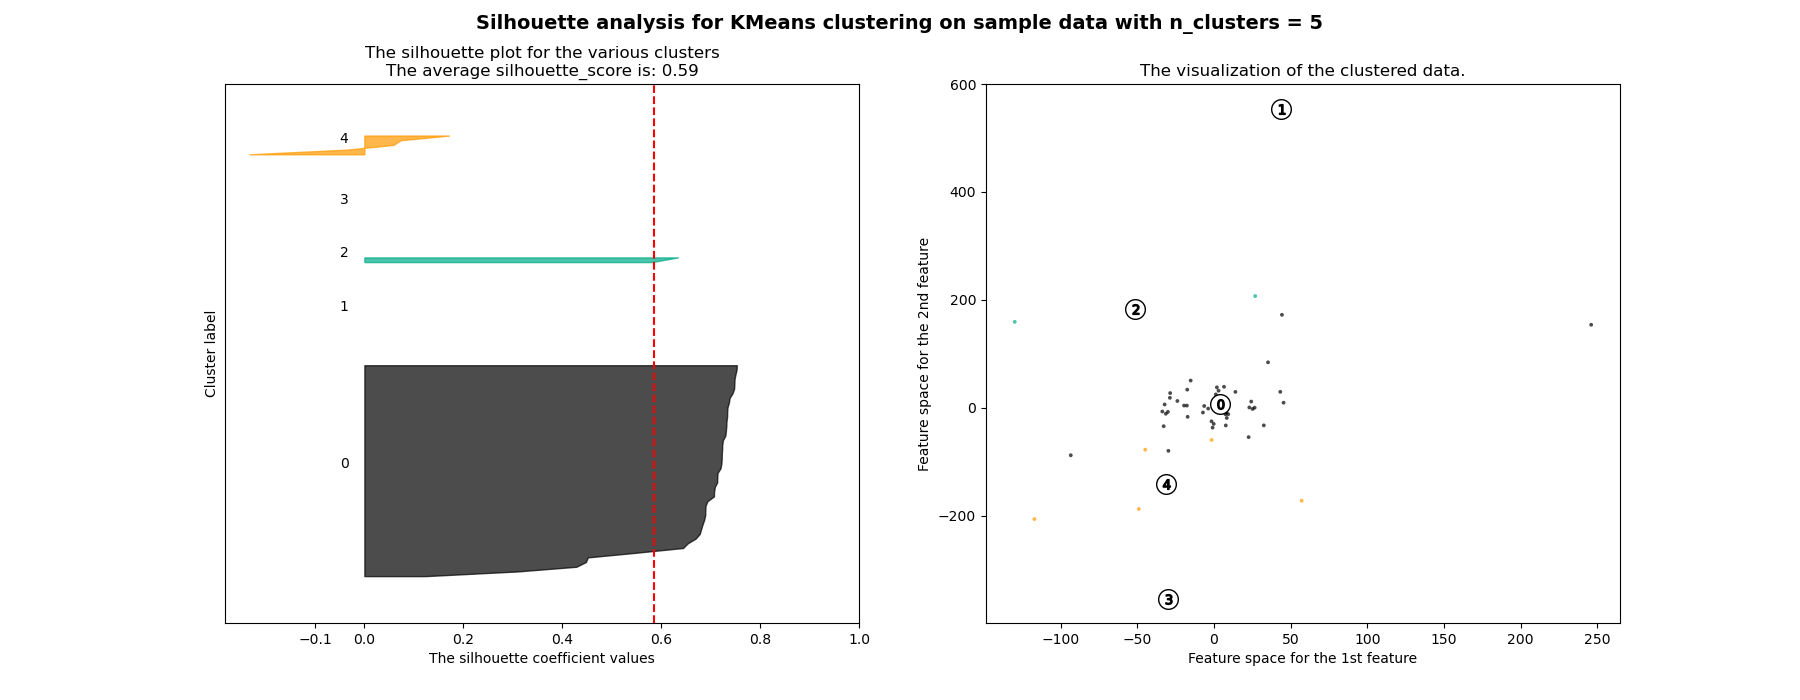 Silhouette analysis for KMeans clustering on sample data with n_clusters = 5
The silhouette plot for the various clusters
The average silhouette_score is: 0.59
4
3
2
1
0
Cluster label
−0.1 0.0 0.2 0.4 0.6 0.8 1.0
The silhouette coefficient values
The visualization of the clustered data.
600
400
200
0
−200
Feature space for the 2nd feature
1
2
0
4
3
−100 −50 0 50 100 150 200 250
Feature space for the 1st feature